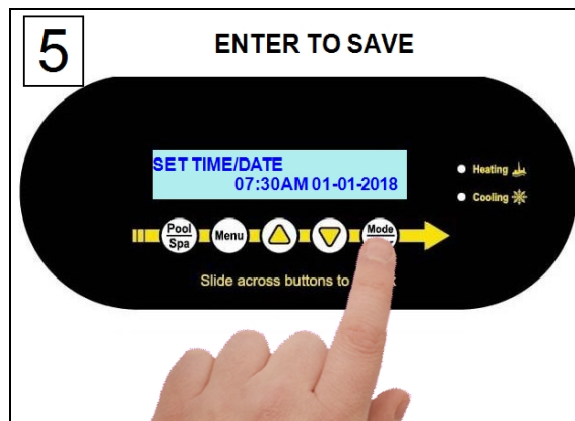 5
ENTER TO SAVE
SET TIME/DATE
07:30AM 01-01-2018
Heating
Cooling
Pool
Spa
Menu
Mode
Slide across buttons to